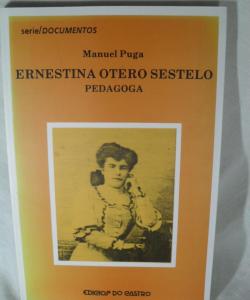 serie/DOCUMENTOS
Manuel Puga
ERNESTINA OTERO SESTELO
PEDAGOGA
EDICIOS DO CASTRO